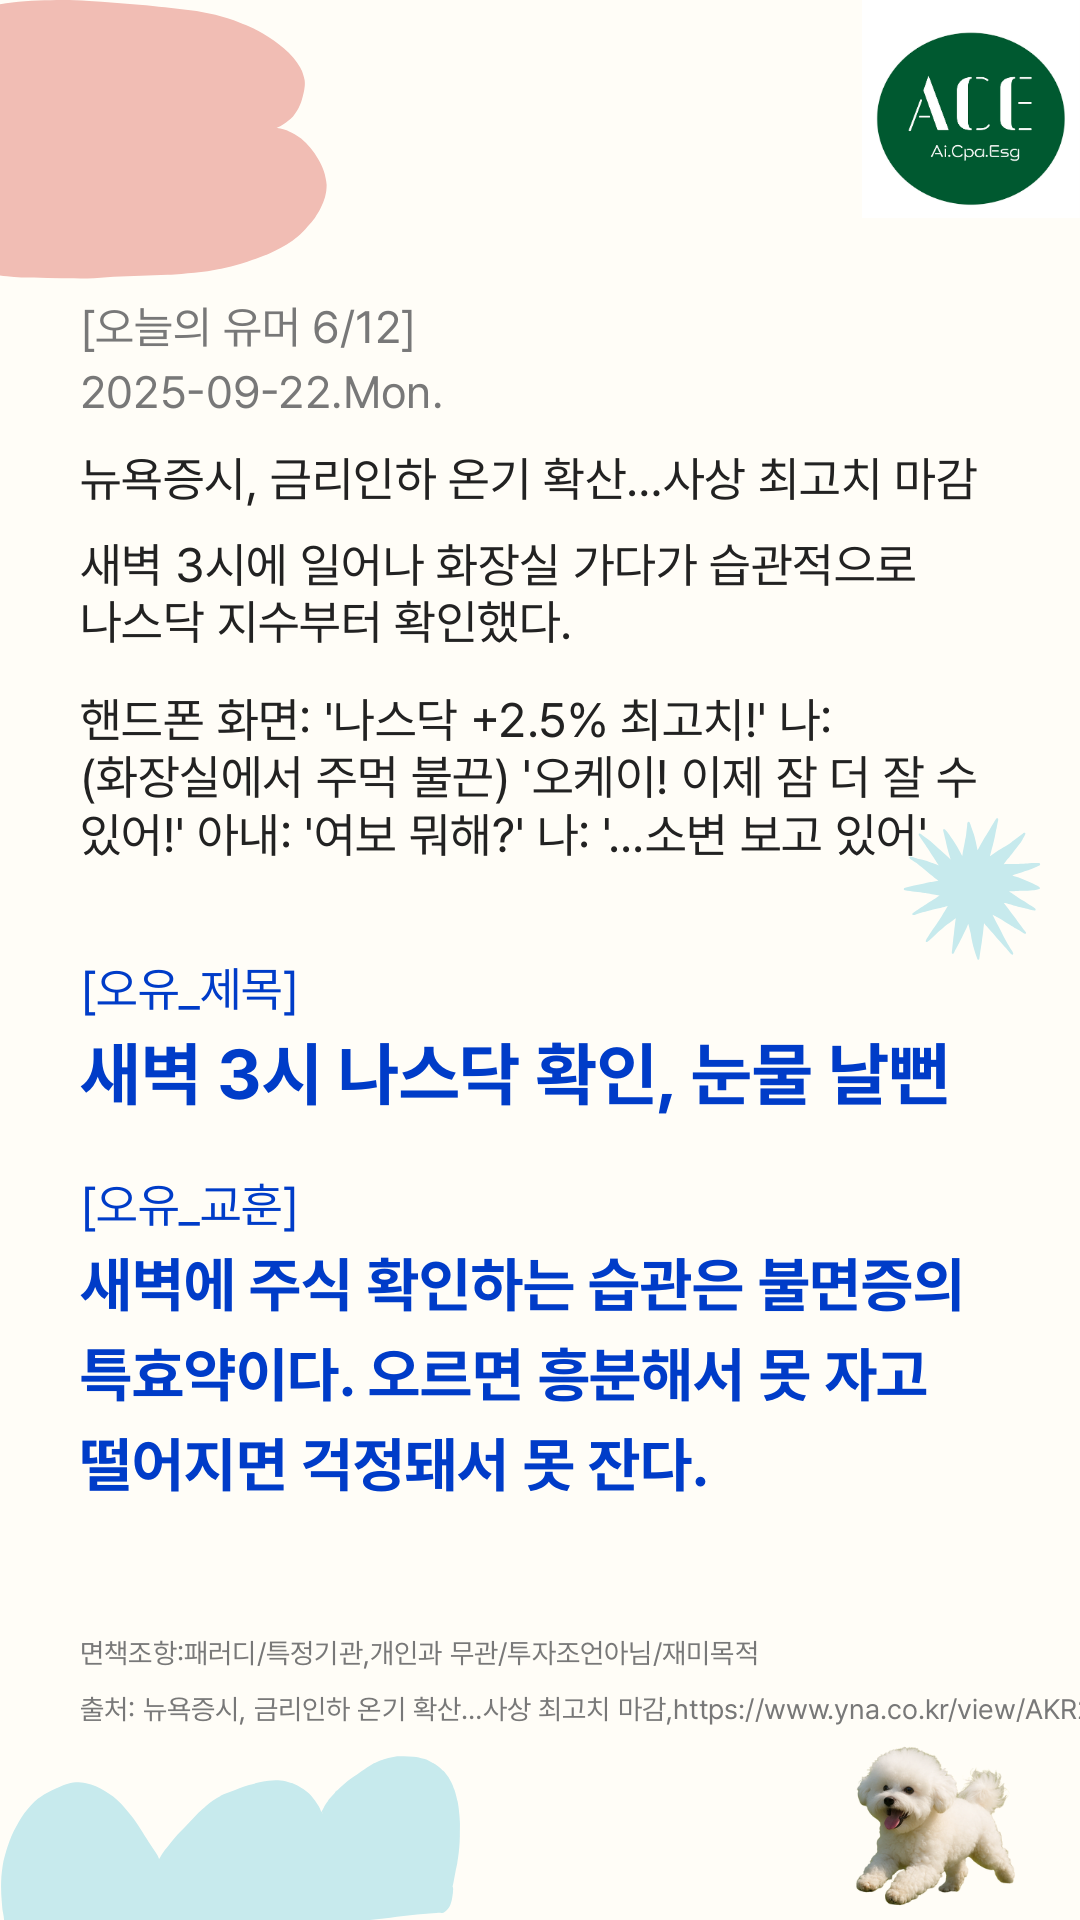 ACE
Ai.Cpa.Esg
[오늘의 유머 6/12]
2025-09-22.Mon.
뉴욕증시, 금리인하 온기 확산...사상 최고치 마감
새벽 3시에 일어나 화장실 가다가 습관적으로
나스닥 지수부터 확인했다.
핸드폰 화면: '나스닥 +2.5% 최고치!' 나:
(화장실에서 주먹 불끈) '오케이! 이제 잠 더 잘 수
있어!' 아내: '여보 뭐해?' 나: '...소변 보고 있어'
[오유_제목]
새벽 3시 나스닥 확인, 눈물 날뻔
[오유_교훈]
새벽에 주식 확인하는 습관은 불면증의
특효약이다. 오르면 흥분해서 못 자고
떨어지면 걱정돼서 못 잔다.
면책조항:패러디/특정기관,개인과 무관/투자조언아님/재미목적
출처: 뉴욕증시, 금리인하 온기 확산...사상 최고치 마감,https://www.yna.co.kr/view/AKR